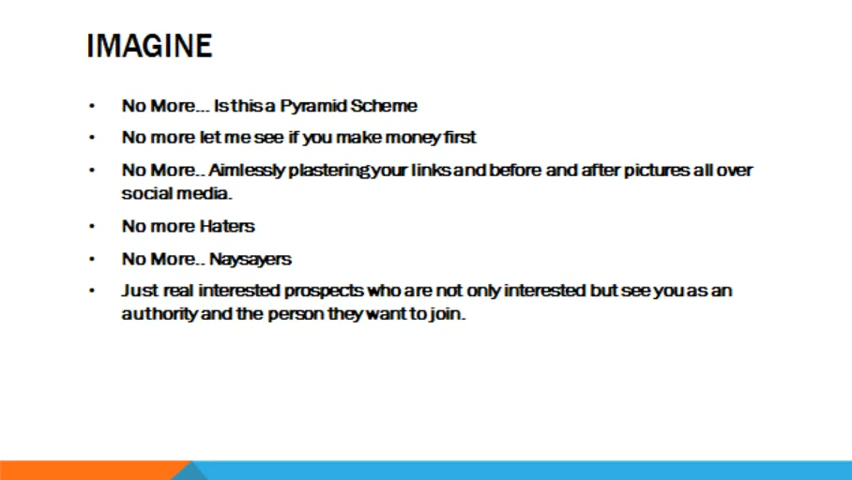 IMAGINE
• No More... Is this a Pyramid Scheme
• No more let me see if you make money first
• No More.. Aimlessly plastering your links and before and after pictures all over
social media.
• No more Haters
• No More.. Naysayers
• Just real interested prospects who are not only interested but see you as an
authority and the person they want to join.